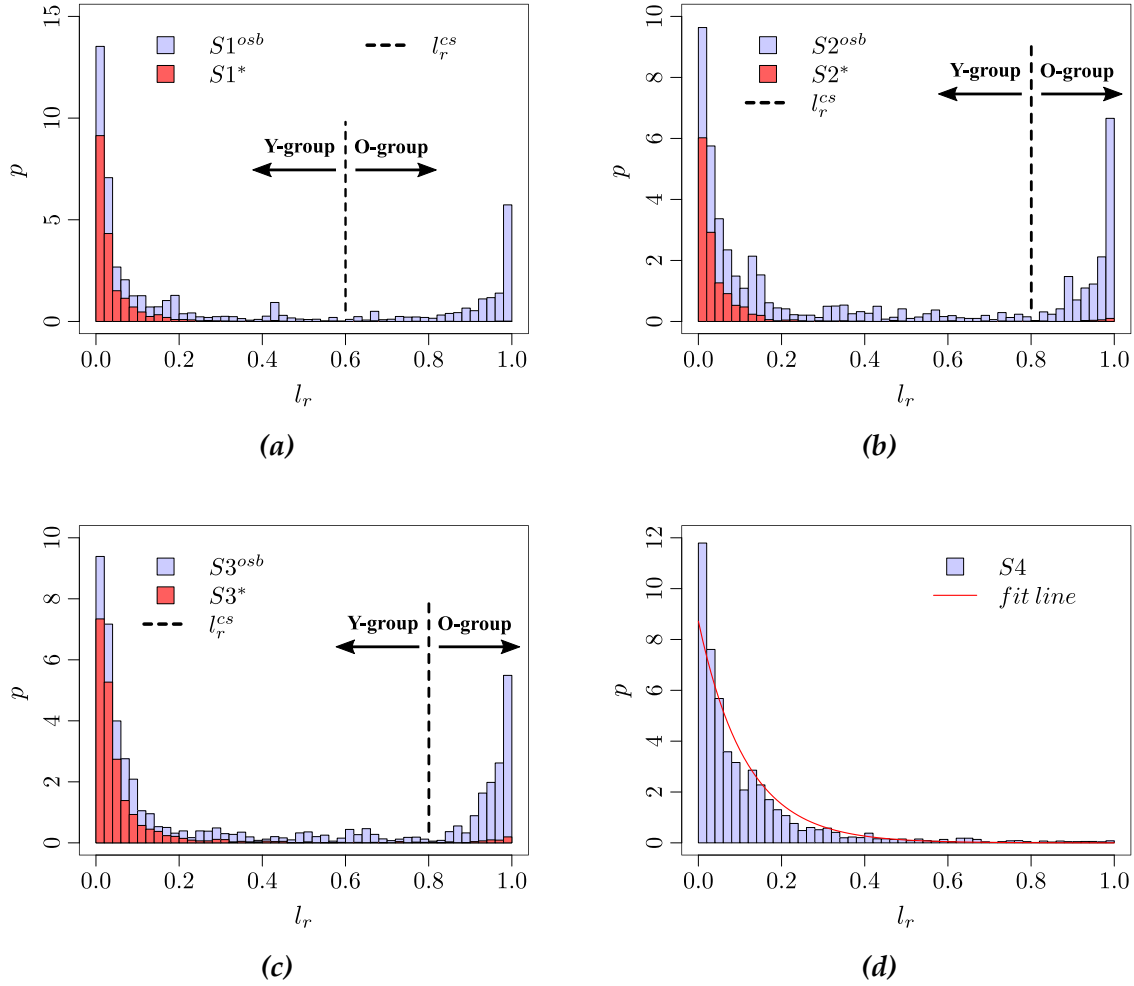 15
10
5
0
p
S1^{osb}
S1*
l_r^{cs}
Y-group
O-group
0.0 0.2 0.4 0.6 0.8 1.0
l_r
(a)
10
8
6
4
2
0
p
S2^{osb}
S2*
l_r^{cs}
Y-group
O-group
0.0 0.2 0.4 0.6 0.8 1.0
l_r
(b)
10
8
6
4
2
0
p
S3^{osb}
S3*
l_r^{cs}
Y-group
O-group
0.0 0.2 0.4 0.6 0.8 1.0
l_r
(c)
12
10
8
6
4
2
0
p
S4
fit line
0.0 0.2 0.4 0.6 0.8 1.0
l_r
(d)